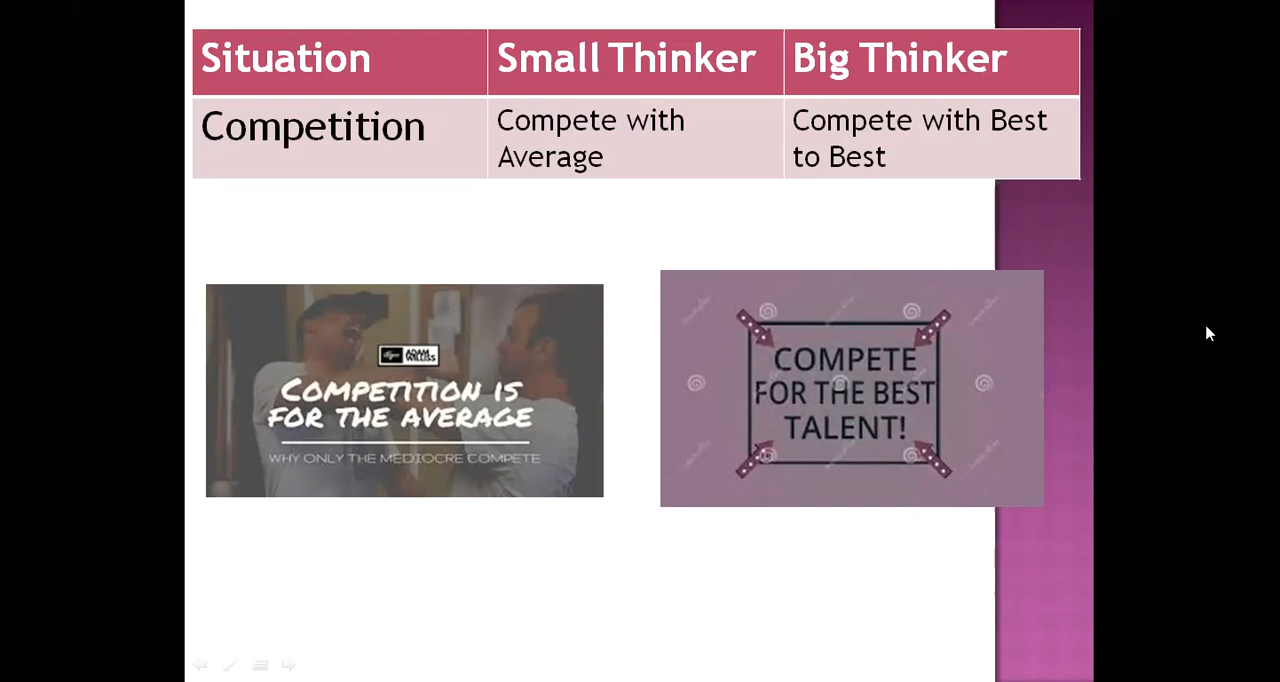 Situation
Small Thinker
Big Thinker
Competition
Compete with
Average
Compete with Best
to Best
ADAM
WILLISS
COMPETITION IS
FOR THE AVERAGE
WHY ONLY THE MEDIOCRE COMPETE
COMPETE
FOR THE BEST
TALENT!